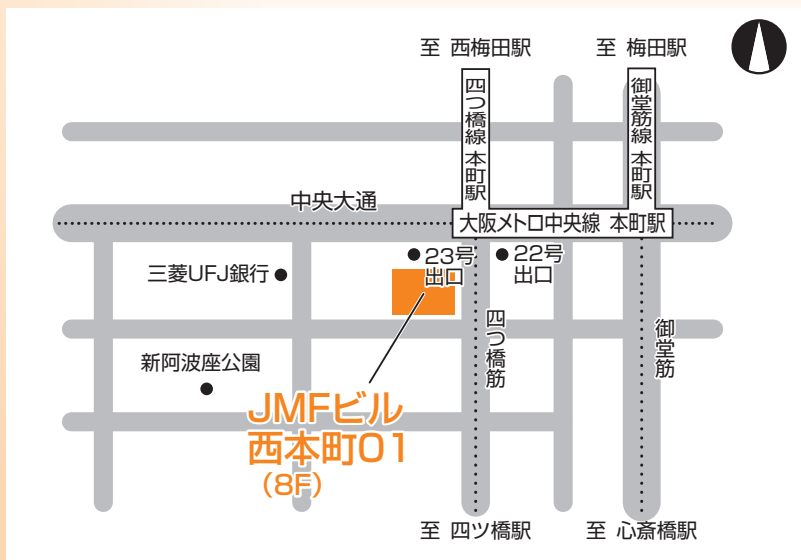 至 西梅田駅
至 梅田駅
四つ橋線 本町駅
御堂筋線 本町駅
中央大通
大阪メトロ中央線 本町駅
23号
出口
22号
出口
三菱UFJ銀行
四つ橋筋
御堂筋
新阿波座公園
JMFビル
西本町01
(8F)
至 四ツ橋駅
至 心斎橋駅